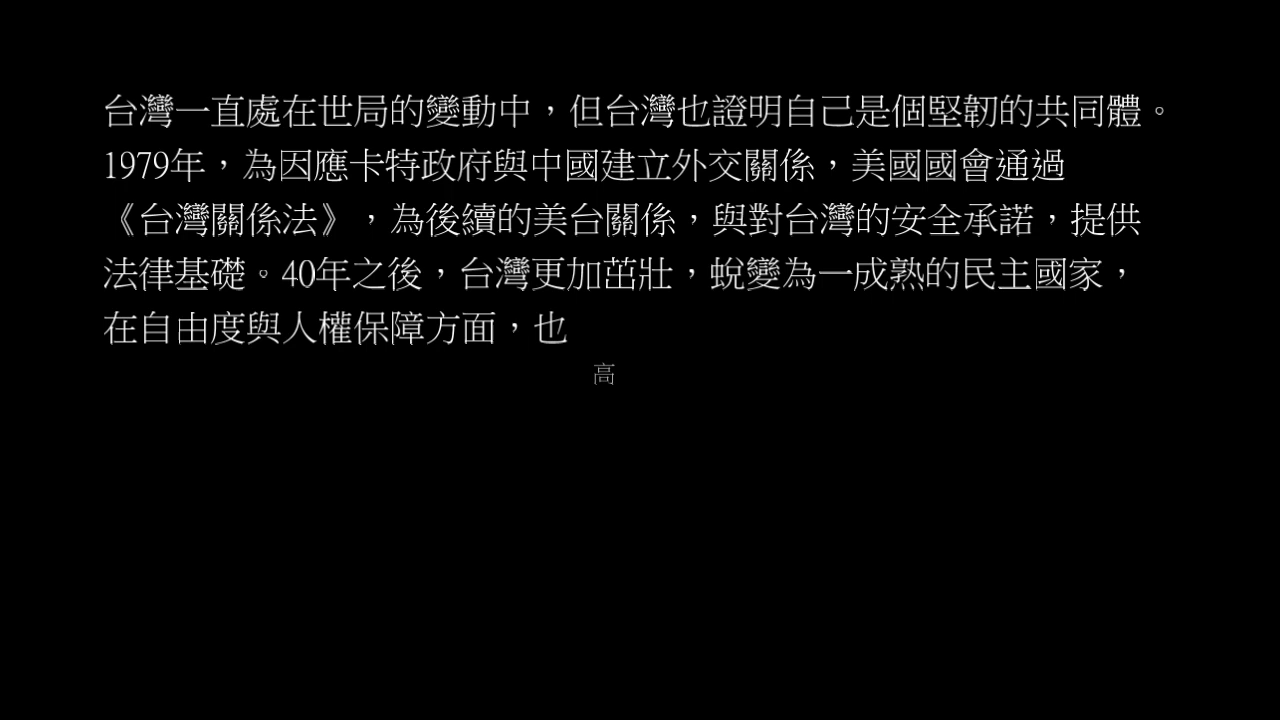 台灣一直處在世局的變動中，但台灣也證明自己是個堅韌的共同體。
1979年，為因應卡特政府與中國建立外交關係，美國國會通過
《台灣關係法》，為後續的美台關係，與對台灣的安全承諾，提供
法律基礎。40年之後，台灣更加茁壯，蛻變為一成熟的民主國家，
在自由度與人權保障方面，也
高